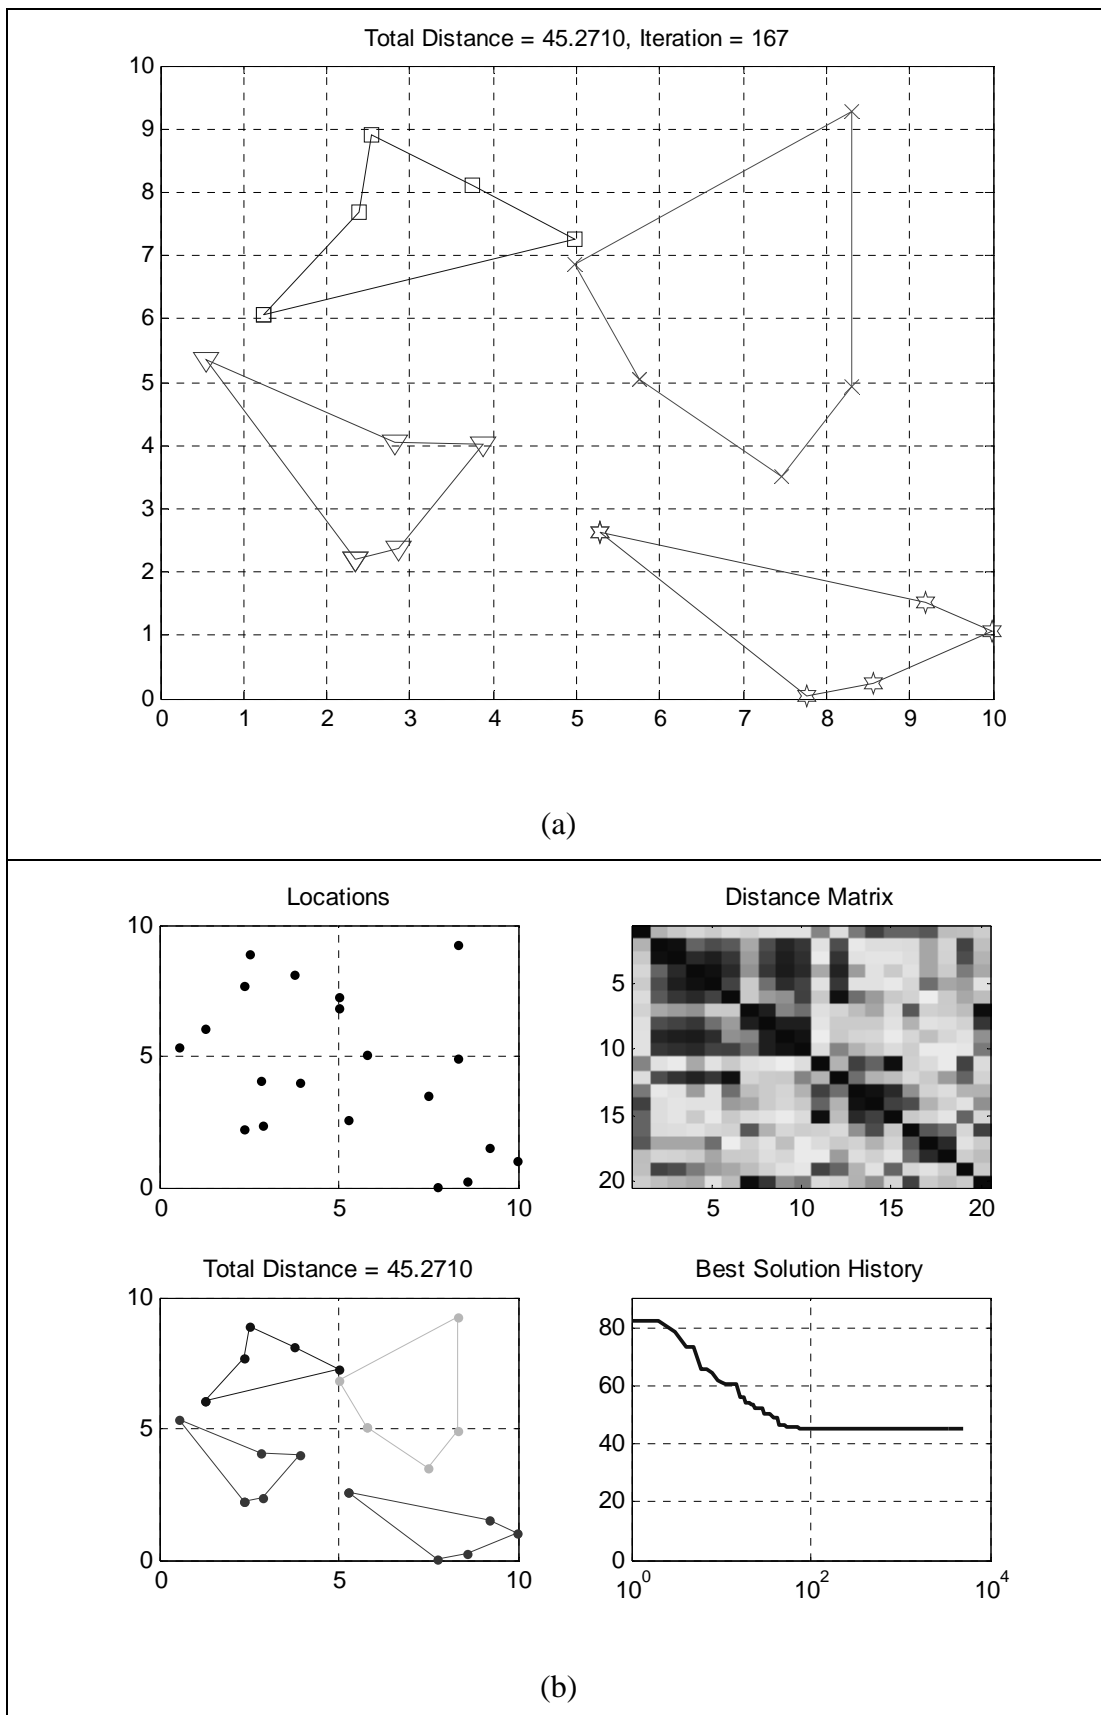 Total Distance = 45.2710, Iteration = 167
10
9
8
7
6
5
4
3
2
1
0
0 1 2 3 4 5 6 7 8 9 10
(a)
Locations
10
5
0
0 5 10
Distance Matrix
5
10
15
20
5 10 15 20
Total Distance = 45.2710
10
5
0
0 5 10
Best Solution History
80
60
40
20
0
10^0 10^2 10^4
(b)